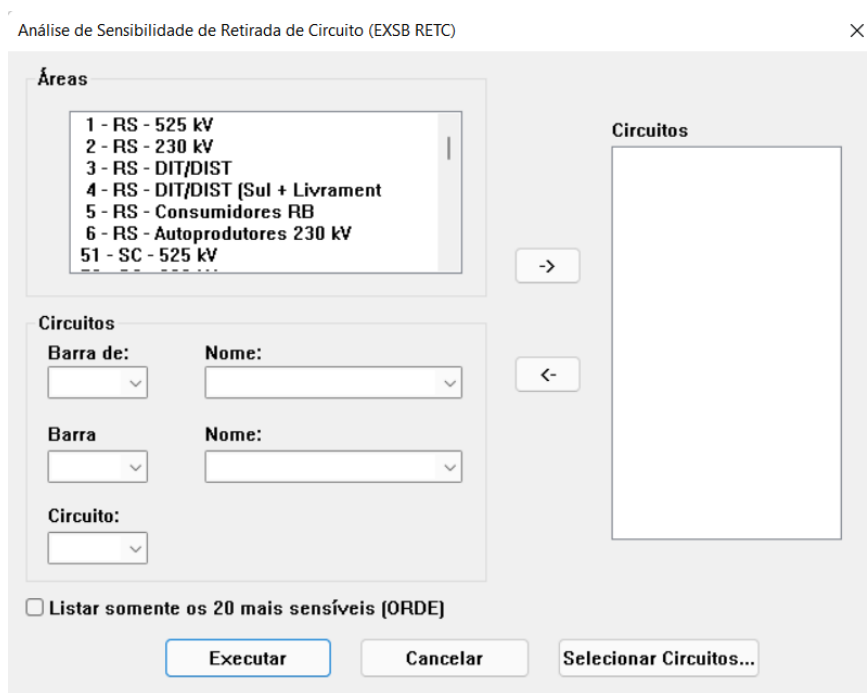 Análise de Sensibilidade de Retirada de Circuito (EXSB RETC)
Áreas
1 - RS - 525 kV
2 - RS - 230 kV
3 - RS - DIT/DIST
4 - RS - DIT/DIST (Sul + Livrament
5 - RS - Consumidores RB
6 - RS - Autoprodutores 230 kV
51 - SC - 525 kV
Circuitos
->
<-
Circuitos
Barra de: Nome:
Barra Nome:
Circuito:
Listar somente os 20 mais sensíveis (ORDE)
Executar Cancelar Selecionar Circuitos...